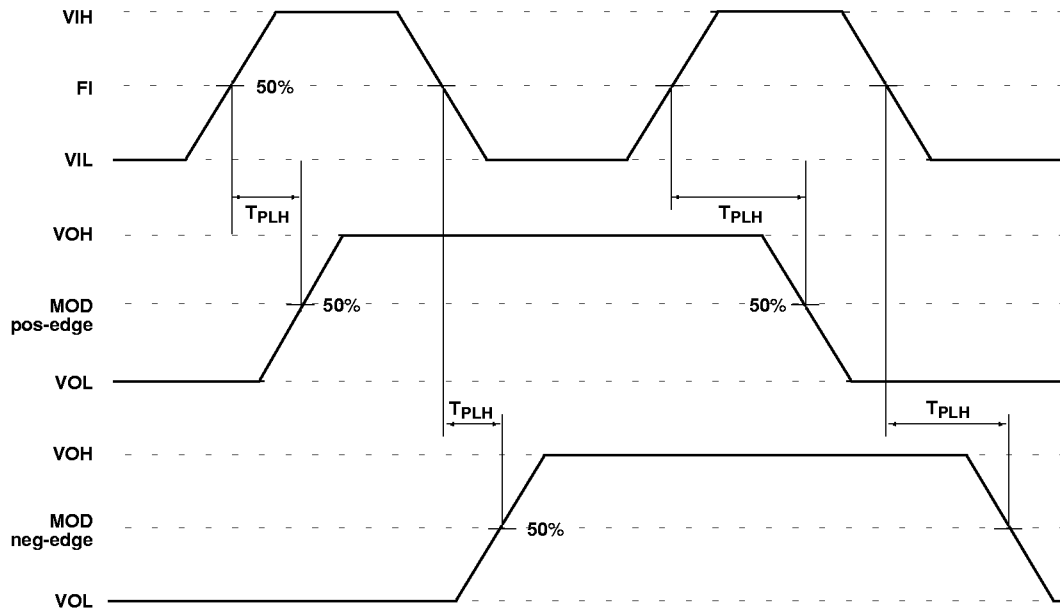 VIH
FI
50%
VIL
TPLH
TPLH
VOH
MOD
pos-edge
50%
50%
VOL
TPLH
TPLH
VOH
MOD
neg-edge
50%
VOL